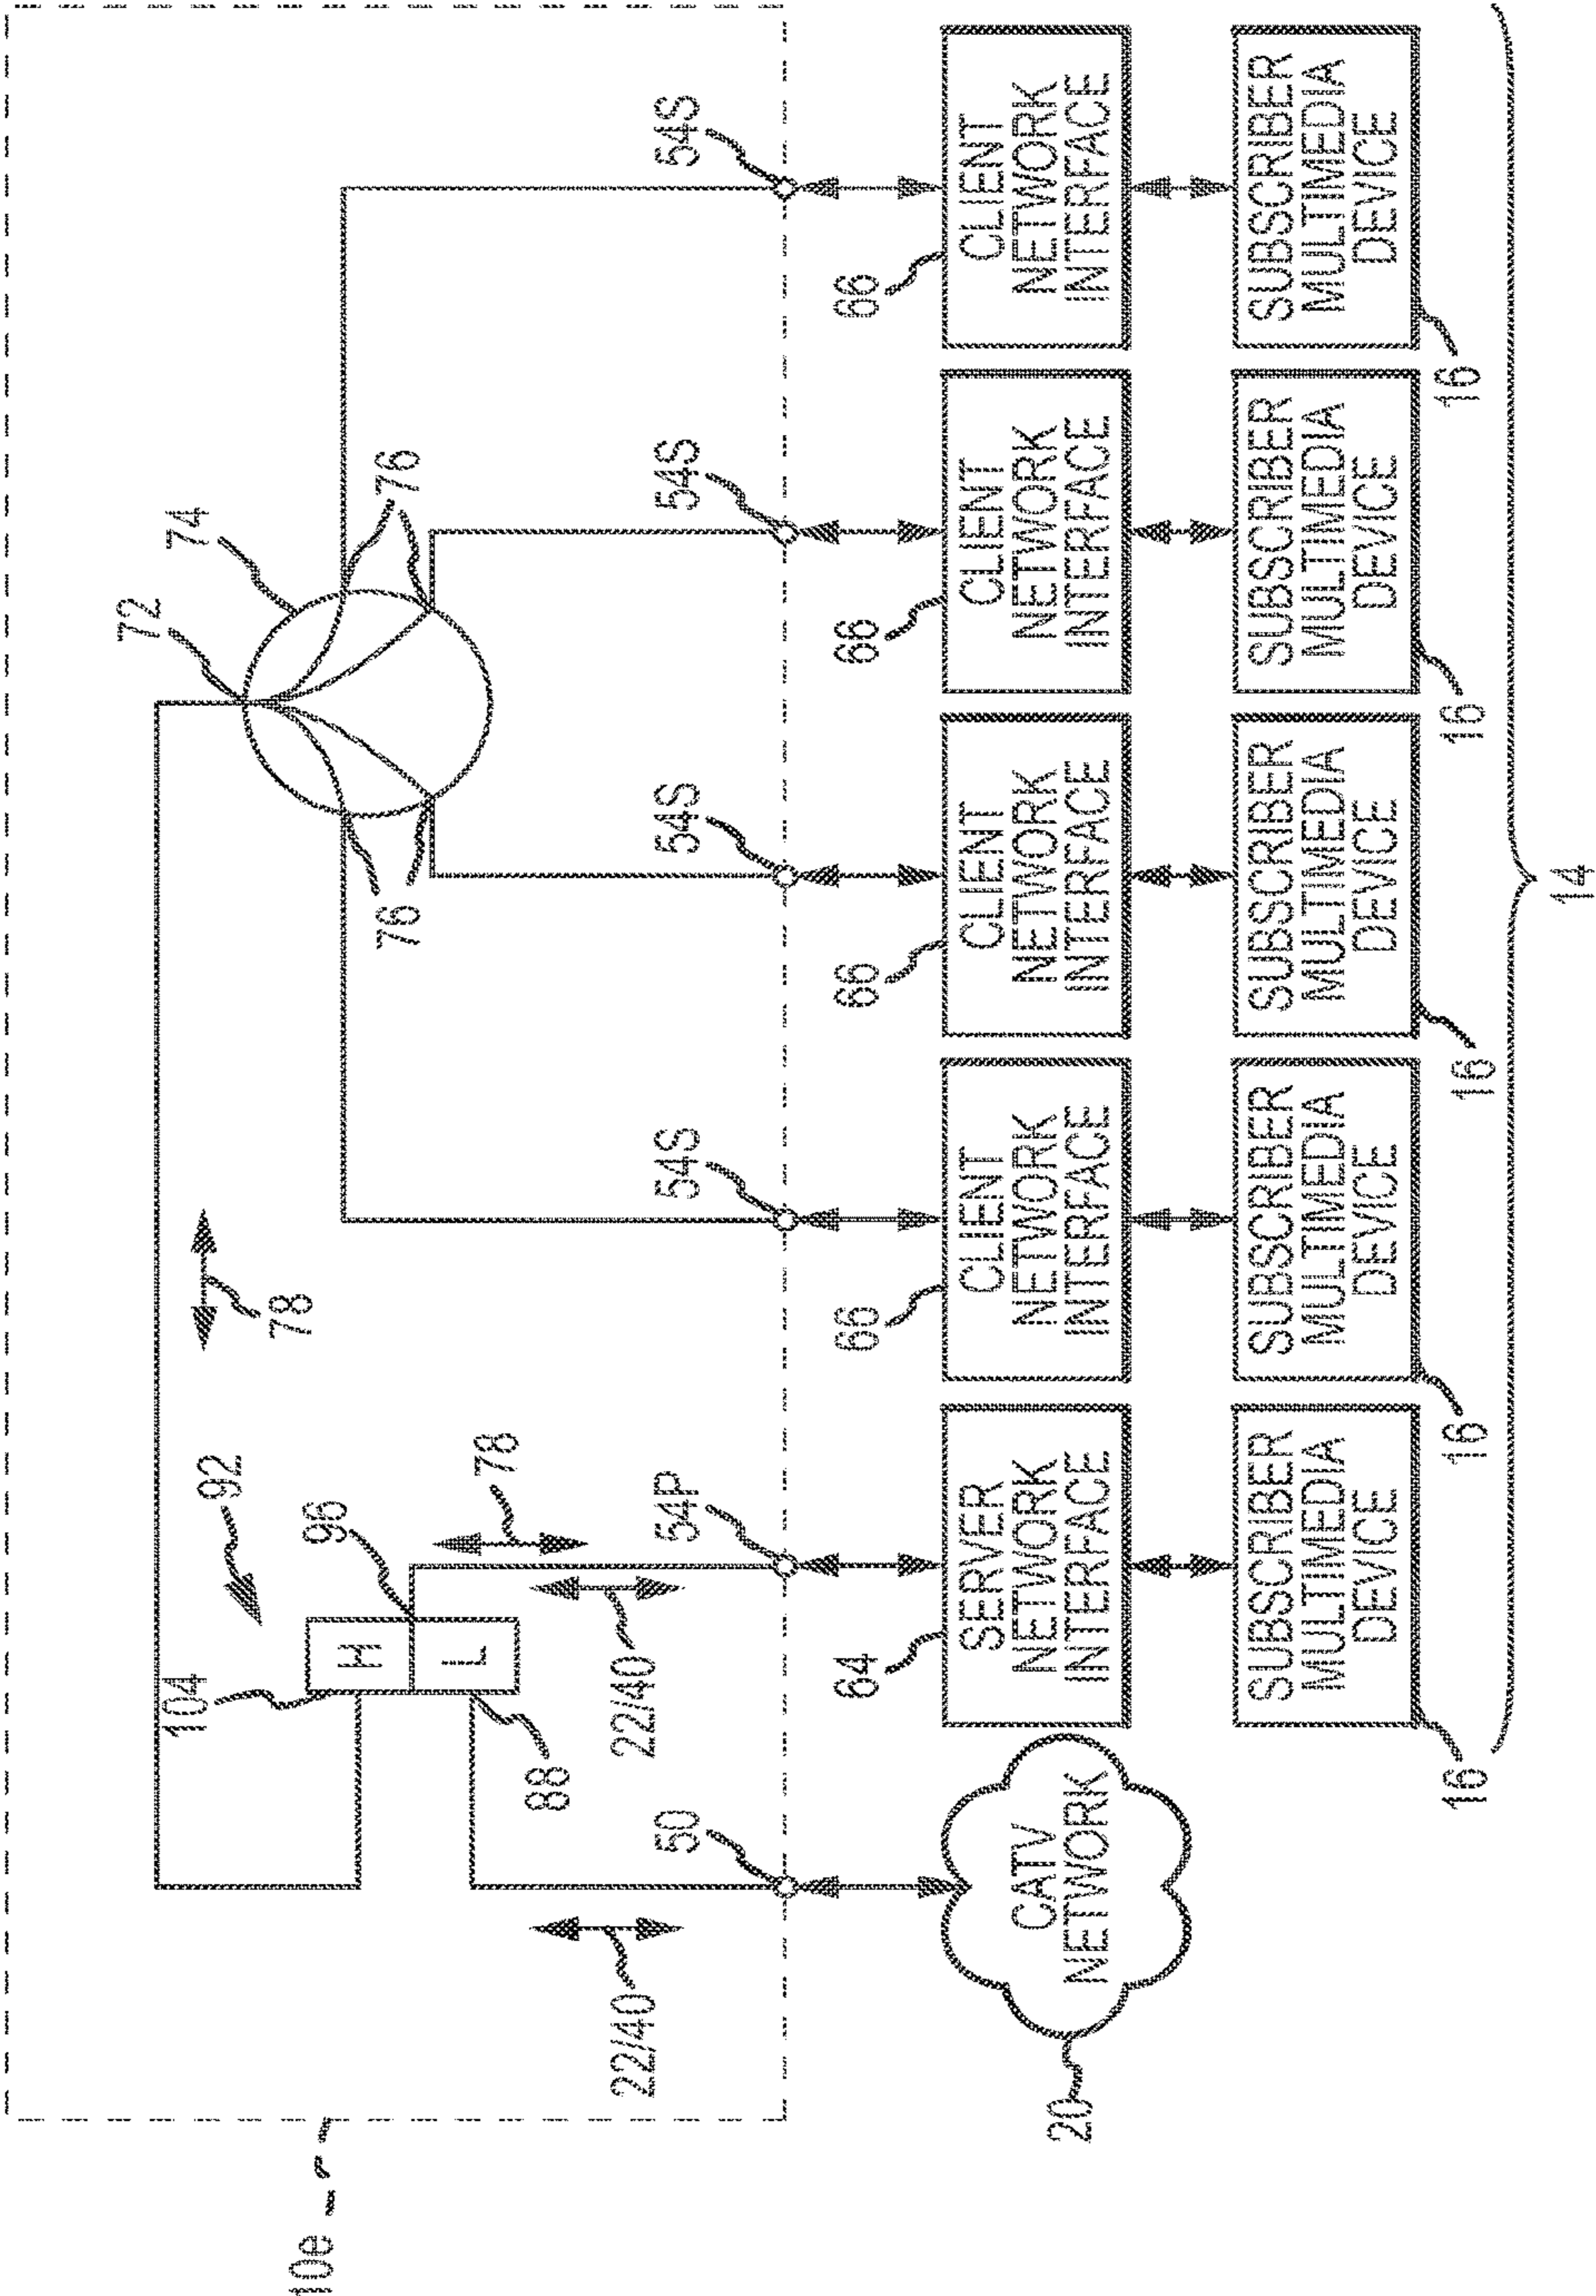 72
74
104
92
78
10e
96
H
76
76
L
78
88
22/40
22/40
50
54P
54S
54S
54S
54S
64
66
66
66
66
20
CATV
NETWORK
SERVER
NETWORK
INTERFACE
CLIENT
NETWORK
INTERFACE
CLIENT
NETWORK
INTERFACE
CLIENT
NETWORK
INTERFACE
CLIENT
NETWORK
INTERFACE
SUBSCRIBER
MULTIMEDIA
DEVICE
SUBSCRIBER
MULTIMEDIA
DEVICE
SUBSCRIBER
MULTIMEDIA
DEVICE
SUBSCRIBER
MULTIMEDIA
DEVICE
SUBSCRIBER
MULTIMEDIA
DEVICE
16
16
16
16
16
14